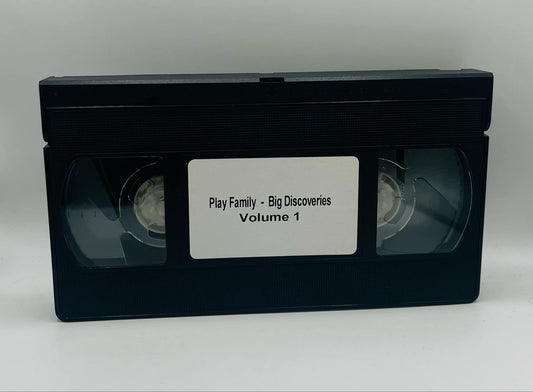 Play Family - Big Discoveries
Volume 1